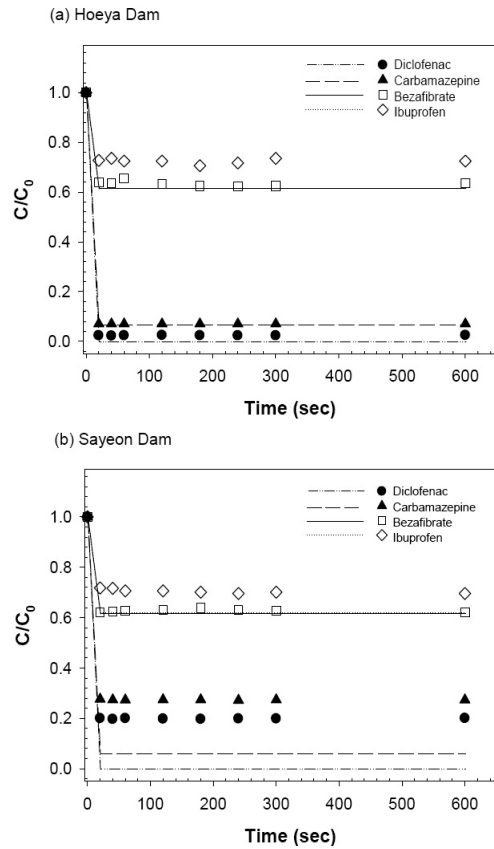 (a) Hoeya Dam
Diclofenac
Carbamazepine
Bezafibrate
Ibuprofen
C/C0
1.0
0.8
0.6
0.4
0.2
0.0
0 100 200 300 400 500 600
Time (sec)
(b) Sayeon Dam
Diclofenac
Carbamazepine
Bezafibrate
Ibuprofen
C/C0
1.0
0.8
0.6
0.4
0.2
0.0
0 100 200 300 400 500 600
Time (sec)